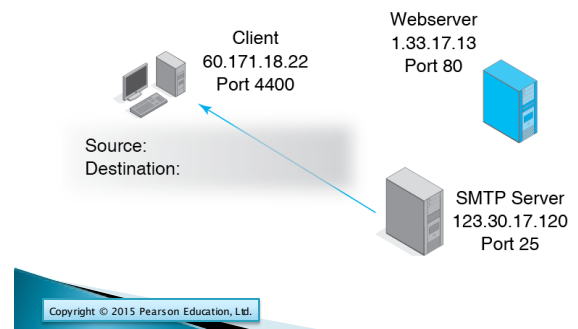 Client
60.171.18.22
Port 4400
Webserver
1.33.17.13
Port 80
Source:
Destination:
SMTP Server
123.30.17.120
Port 25
Copyright © 2015 Pearson Education, Ltd.